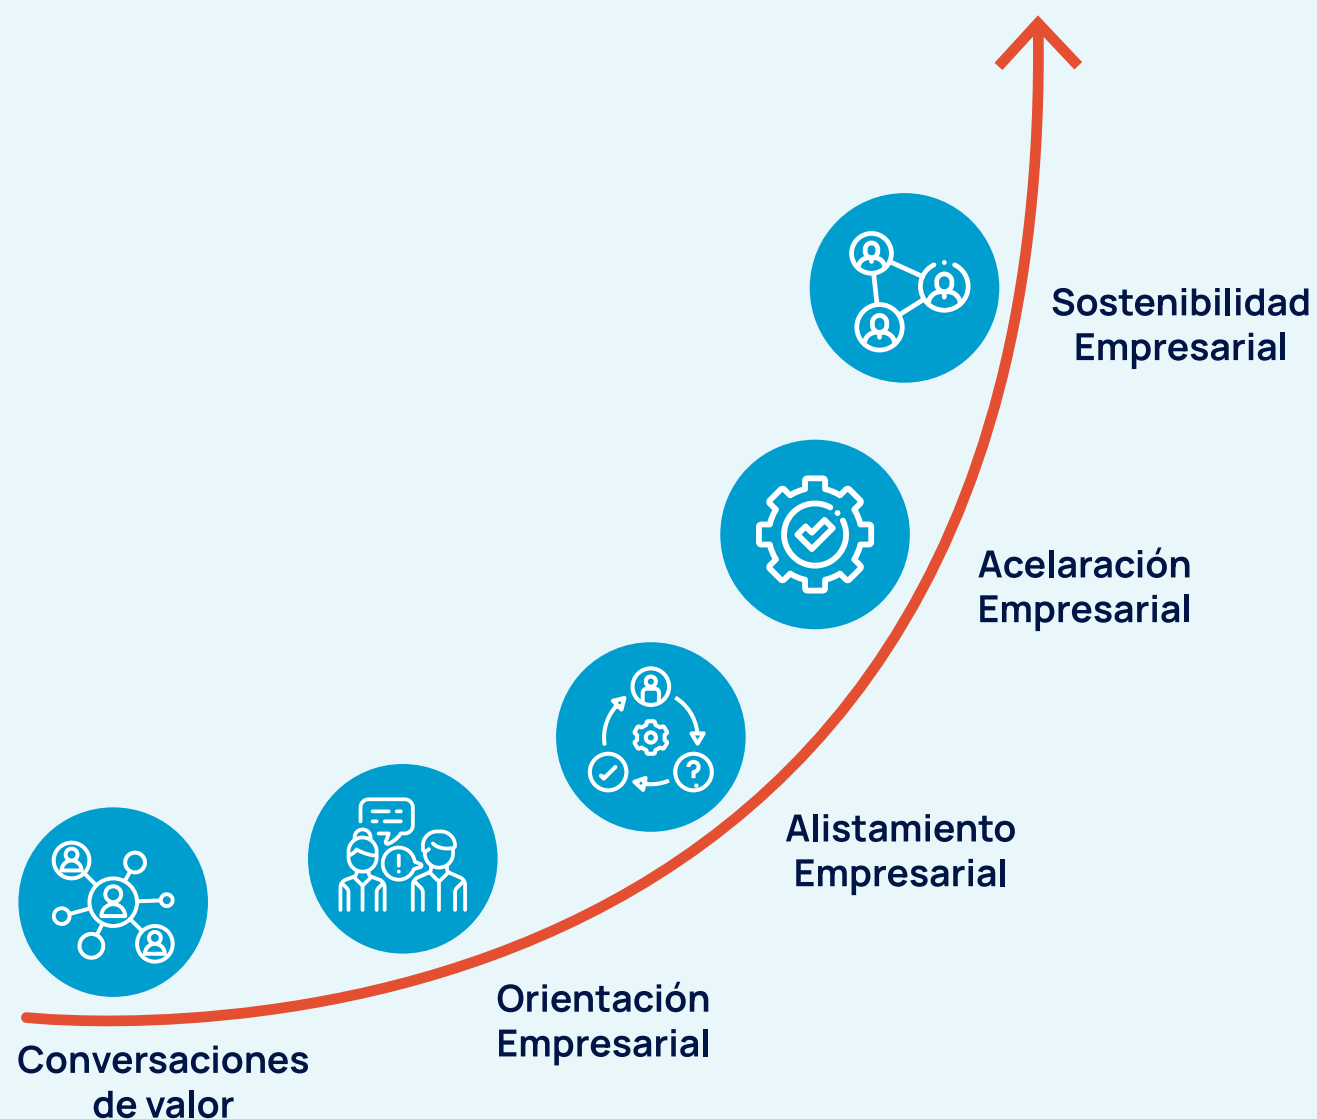 Sostenibilidad
Empresarial
Acelaración
Empresarial
Alistamiento
Empresarial
Orientación
Empresarial
Conversaciones
de valor